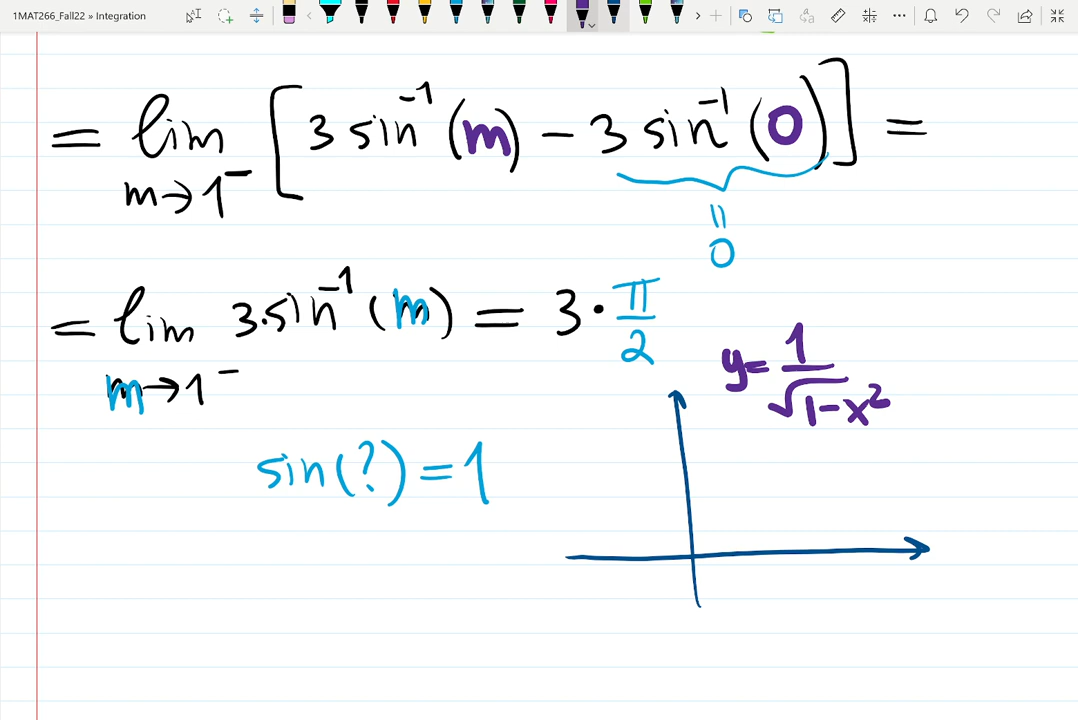 1MAT266_Fall22 » Integration
= lim [3 sin⁻¹(m) − 3 sin⁻¹(0)] =
m→1⁻
=
0
= lim 3·sin⁻¹(m) = 3·π/2
m→1⁻
y = 1/√(1−x²)
sin(?) = 1